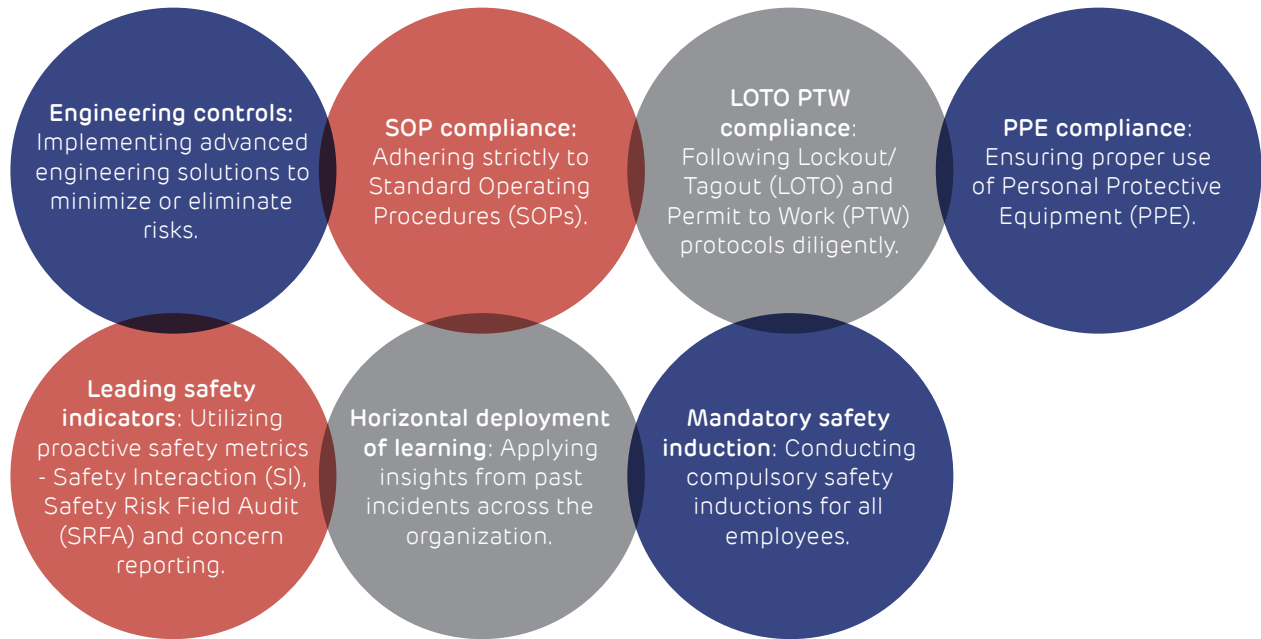 Engineering controls:
Implementing advanced
engineering solutions to
minimize or eliminate
risks.
SOP compliance:
Adhering strictly to
Standard Operating
Procedures (SOPs).
LOTO PTW
compliance:
Following Lockout/
Tagout (LOTO) and
Permit to Work (PTW)
protocols diligently.
PPE compliance:
Ensuring proper use
of Personal Protective
Equipment (PPE).
Leading safety
indicators: Utilizing
proactive safety metrics
- Safety Interaction (SI),
Safety Risk Field Audit
(SRFA) and concern
reporting.
Horizontal deployment
of learning: Applying
insights from past
incidents across the
organization.
Mandatory safety
induction: Conducting
compulsory safety
inductions for all
employees.